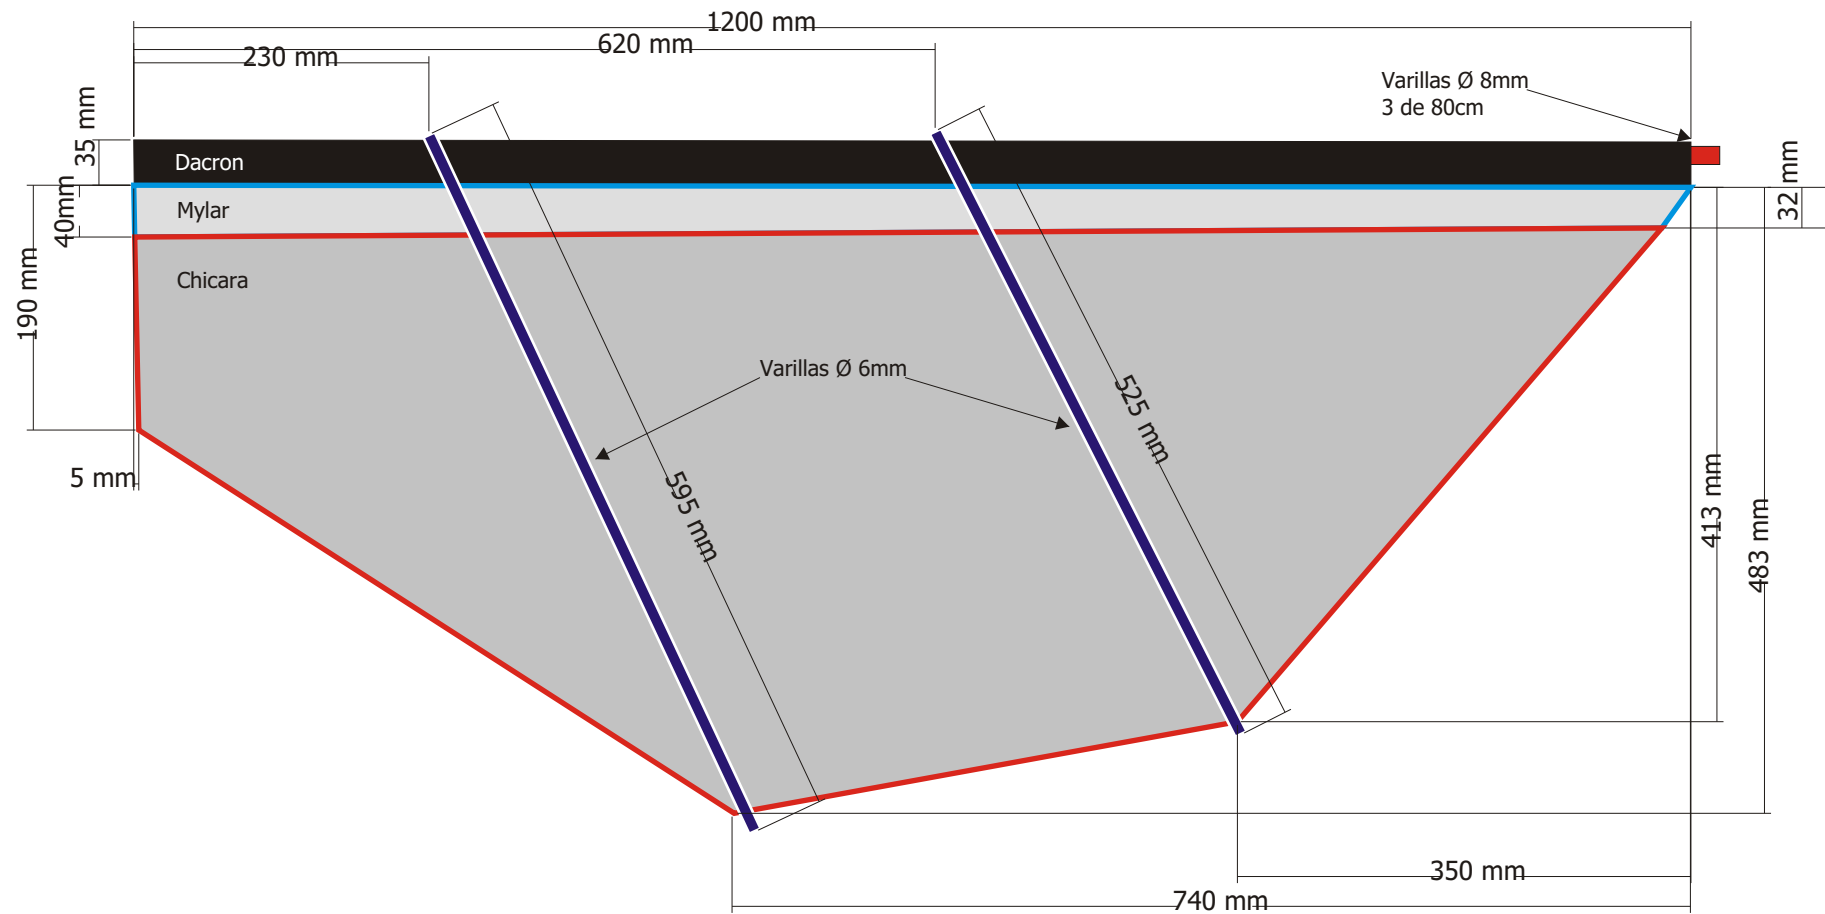 1200 mm
620 mm
230 mm
Varillas Ø 8mm
3 de 80cm
35 mm
Dacron
32 mm
40mm
Mylar
190 mm
Chicara
Varillas Ø 6mm
525 mm
5 mm
595 mm
413 mm
483 mm
350 mm
740 mm